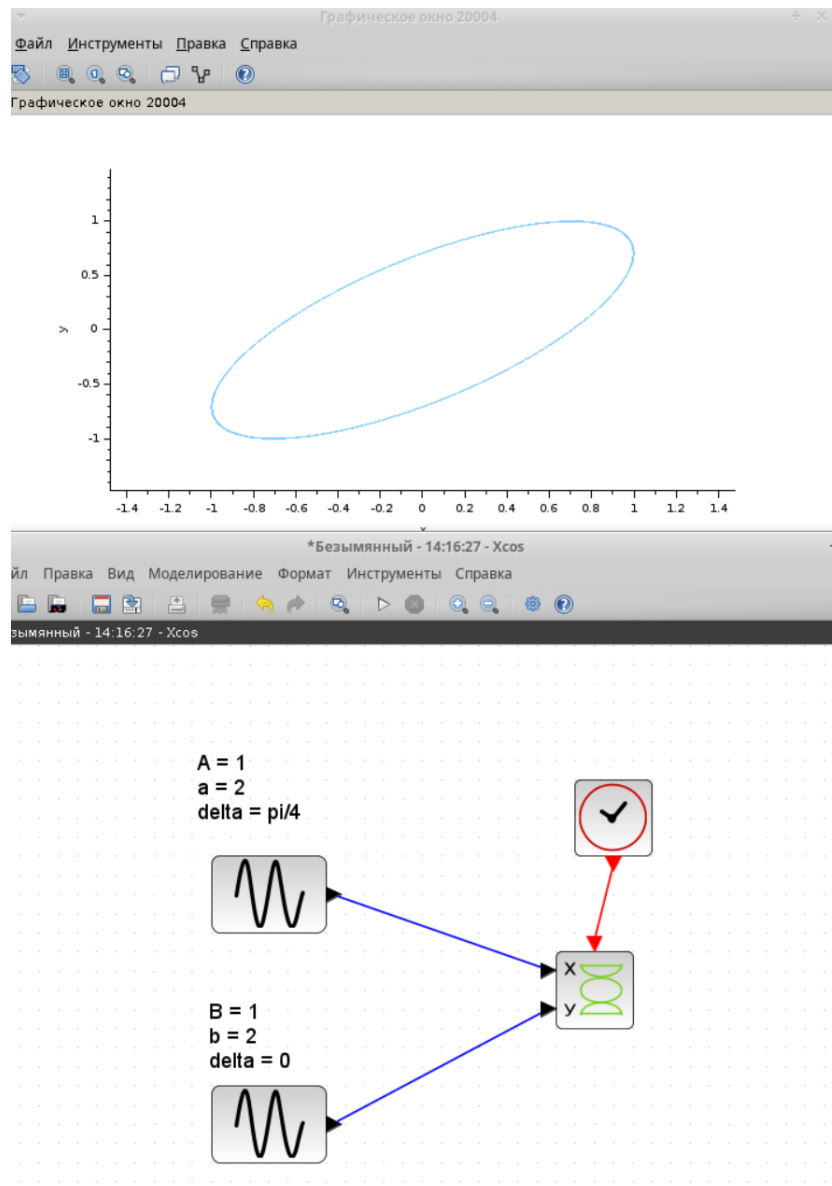 Графическое окно 20004
Файл Инструменты Правка Справка
Графическое окно 20004
1
0.5
y 0
-0.5
-1
-1.4 -1.2 -1 -0.8 -0.6 -0.4 -0.2 0 0.2 0.4 0.6 0.8 1 1.2 1.4
*Безымянный - 14:16:27 - Xcos
йл Правка Вид Моделирование Формат Инструменты Справка
зымянный - 14:16:27 - Xcos
A = 1
a = 2
delta = pi/4
X
B = 1
y
b = 2
delta = 0